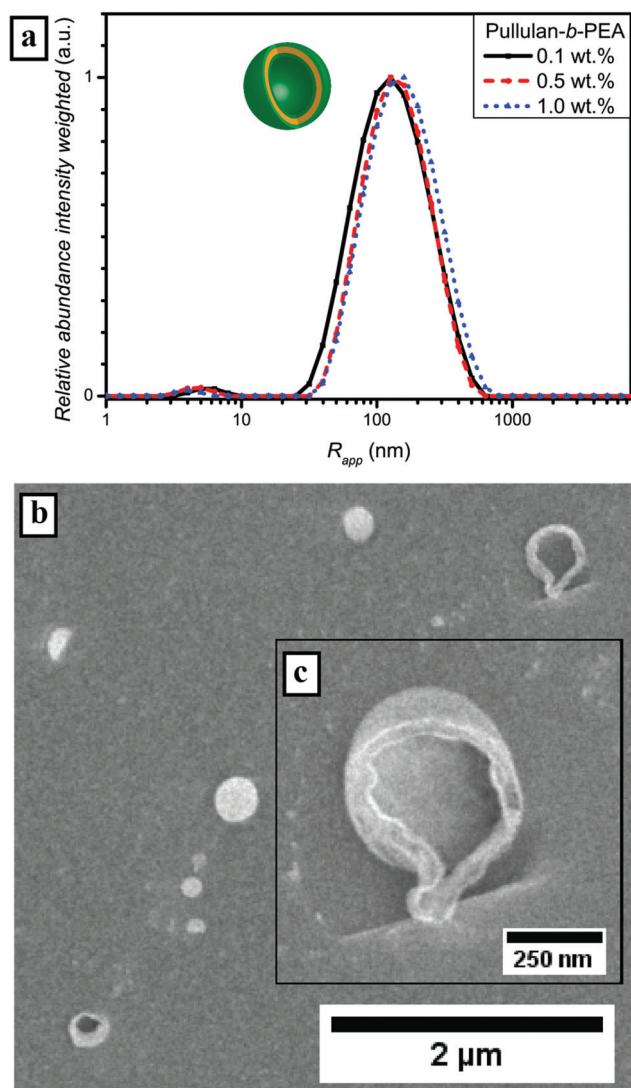 a
Pullulan-b-PEA
0.1 wt.%
0.5 wt.%
1.0 wt.%
Relative abundance intensity weighted (a.u.)
1
0
1 10 100 1000
R_app (nm)
b
c
250 nm
2 µm